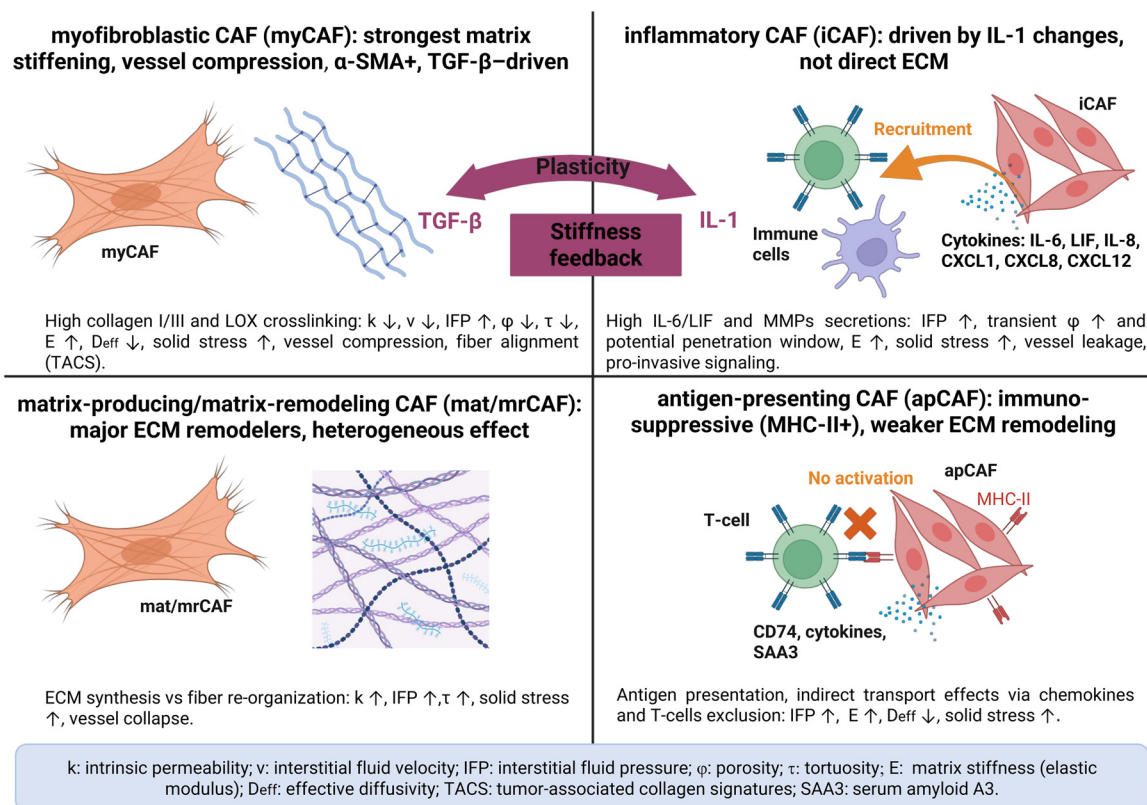 myofibroblastic CAF (myCAF): strongest matrix
stiffening, vessel compression, α-SMA+, TGF-β–driven
myCAF
High collagen I/III and LOX crosslinking: k ↓, v ↓, IFP ↑, φ ↓, τ ↓,
E ↑, Deff ↓, solid stress ↑, vessel compression, fiber alignment
(TACS).
Plasticity
TGF-β
IL-1
Stiffness
feedback
inflammatory CAF (iCAF): driven by IL-1 changes,
not direct ECM
iCAF
Recruitment
Immune
cells
Cytokines: IL-6, LIF, IL-8,
CXCL1, CXCL8, CXCL12
High IL-6/LIF and MMPs secretions: IFP ↑, transient φ ↑ and
potential penetration window, E ↑, solid stress ↑, vessel leakage,
pro-invasive signaling.
matrix-producing/matrix-remodeling CAF (mat/mrCAF):
major ECM remodelers, heterogeneous effect
mat/mrCAF
ECM synthesis vs fiber re-organization: k ↑, IFP ↑,τ ↑, solid stress
↑, vessel collapse.
antigen-presenting CAF (apCAF): immuno-
suppressive (MHC-II+), weaker ECM remodeling
No activation
apCAF
MHC-II
T-cell
CD74, cytokines,
SAA3
Antigen presentation, indirect transport effects via chemokines
and T-cells exclusion: IFP ↑, E ↑, Deff ↓, solid stress ↑.
k: intrinsic permeability; v: interstitial fluid velocity; IFP: interstitial fluid pressure; φ: porosity; τ: tortuosity; E: matrix stiffness (elastic
modulus); Deff: effective diffusivity; TACS: tumor-associated collagen signatures; SAA3: serum amyloid A3.